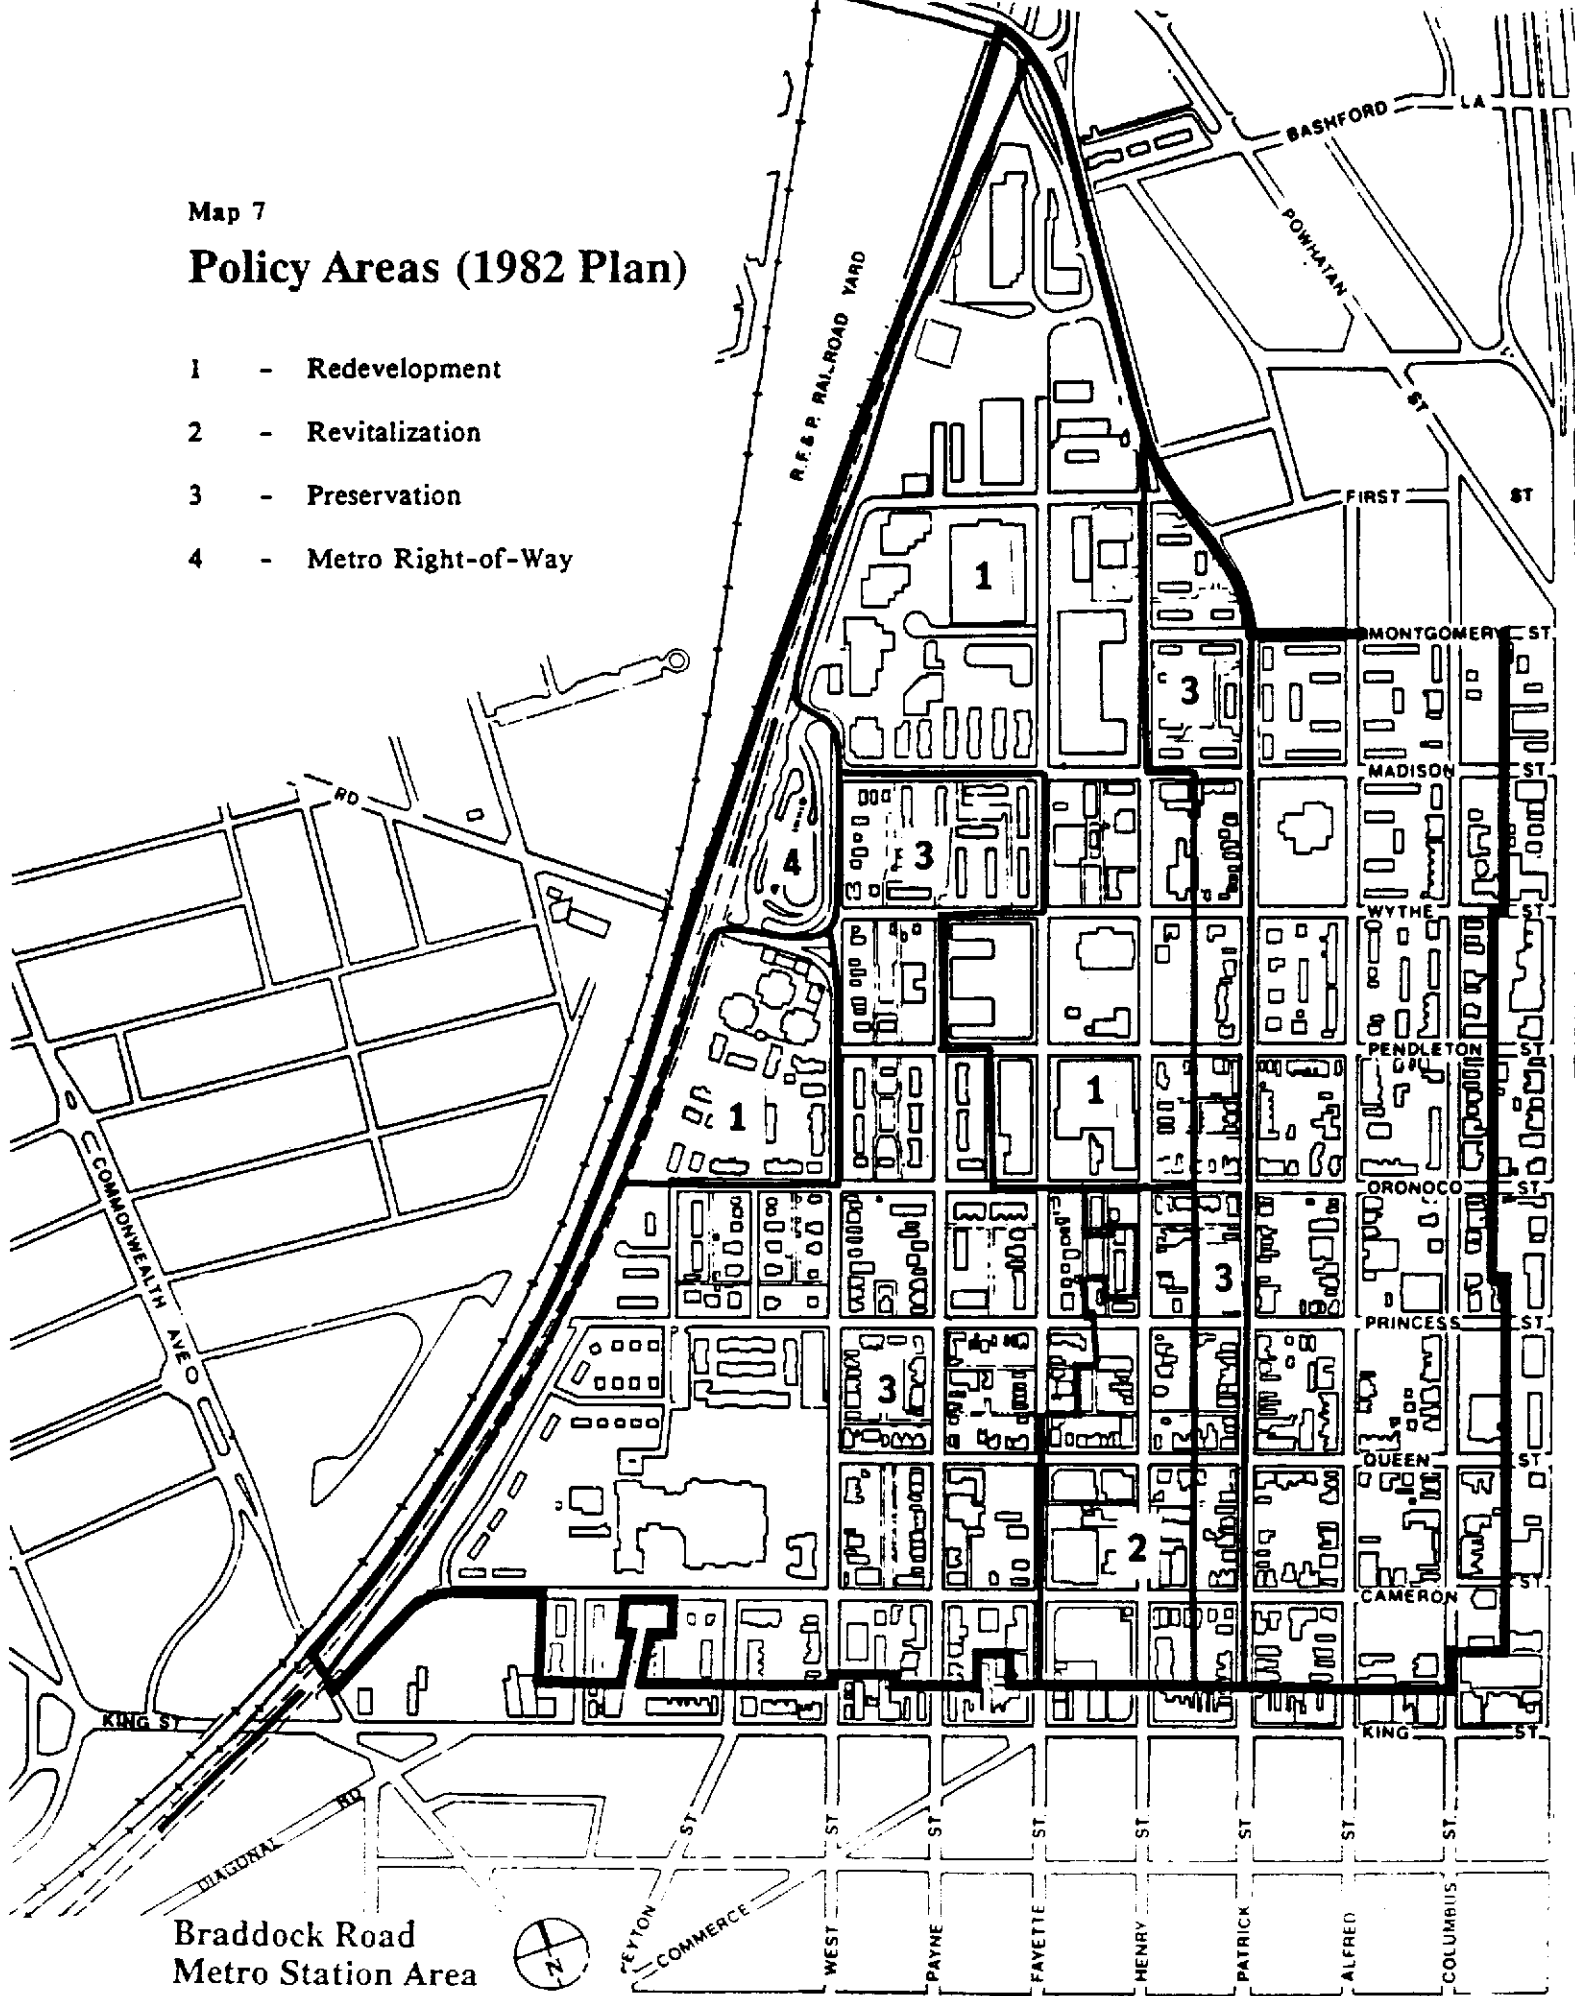 Map 7
Policy Areas (1982 Plan)
1 - Redevelopment
2 - Revitalization
3 - Preservation
4 - Metro Right-of-Way
R.F. & P. RAILROAD YARD
BASHFORD LA
POWHATAN ST
FIRST ST
1
MONTGOMERY ST
3
MADISON ST
RD
4
3
WYTHE ST
PENDLETON ST
1
1
ORONOCO ST
COMMONWEALTH AVE
3
PRINCESS ST
3
QUEEN ST
2
CAMERON ST
KING ST
KING ST
DIAGONAL RD
PEYTON ST
COMMERCE
WEST ST
PAYNE ST
FAYETTE ST
HENRY ST
PATRICK ST
ALFRED ST
COLUMBUS ST
Braddock Road
Metro Station Area
N